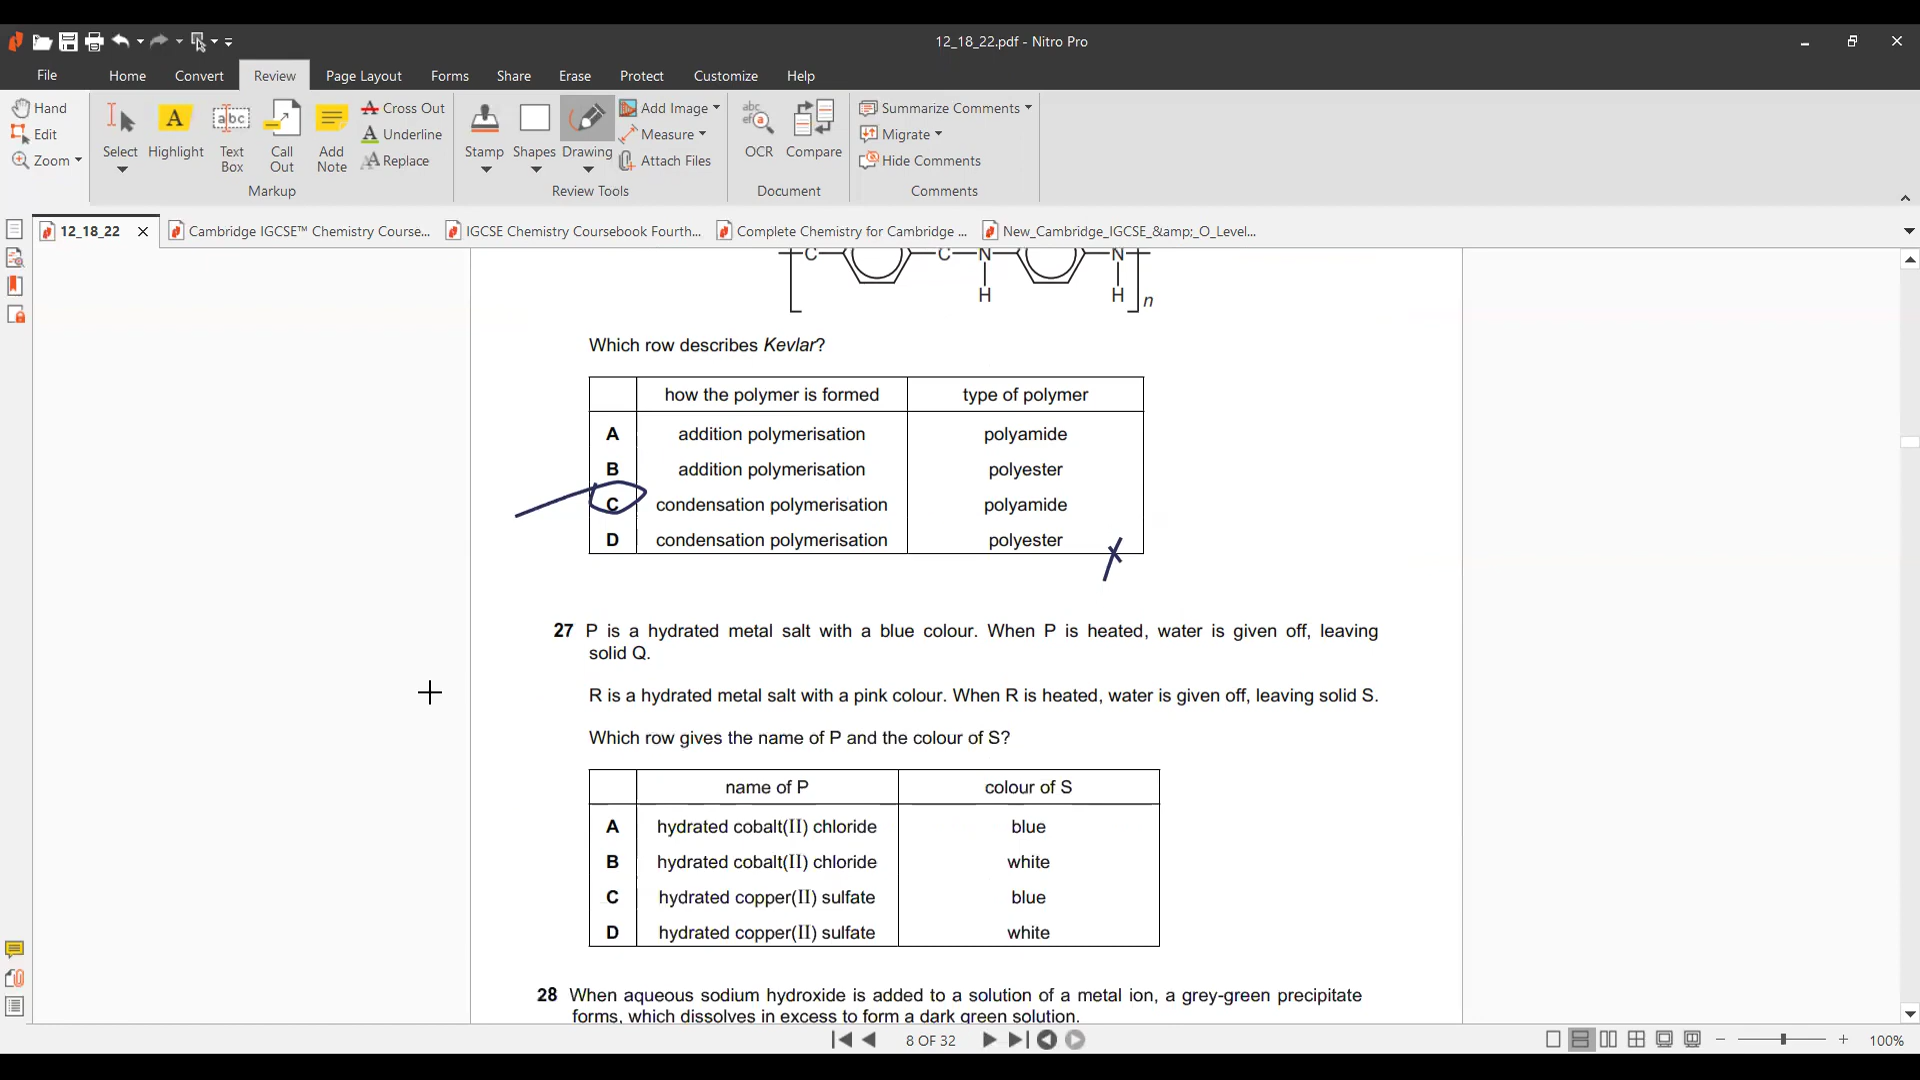 12_18_22.pdf - Nitro Pro
File Home Convert Review Page Layout Forms Share Erase Protect Customize Help
Hand
Edit
Zoom
Select
Highlight
Text Box
Call Out
Add Note
Cross Out
Underline
Replace
Markup
Stamp
Shapes
Drawing
Add Image
Measure
Attach Files
Review Tools
OCR
Compare
Document
Summarize Comments
Migrate
Hide Comments
Comments
12_18_22 Cambridge IGCSE™ Chemistry Course... IGCSE Chemistry Coursebook Fourth... Complete Chemistry for Cambridge ... New_Cambridge_IGCSE_&amp;_O_Level...
C C N N
H H n
Which row describes Kevlar?
how the polymer is formed type of polymer
A addition polymerisation polyamide
B addition polymerisation polyester
C condensation polymerisation polyamide
D condensation polymerisation polyester
27 P is a hydrated metal salt with a blue colour. When P is heated, water is given off, leaving
solid Q.
R is a hydrated metal salt with a pink colour. When R is heated, water is given off, leaving solid S.
Which row gives the name of P and the colour of S?
name of P colour of S
A hydrated cobalt(II) chloride blue
B hydrated cobalt(II) chloride white
C hydrated copper(II) sulfate blue
D hydrated copper(II) sulfate white
28 When aqueous sodium hydroxide is added to a solution of a metal ion, a grey-green precipitate
forms, which dissolves in excess to form a dark green solution.
8 OF 32
100%